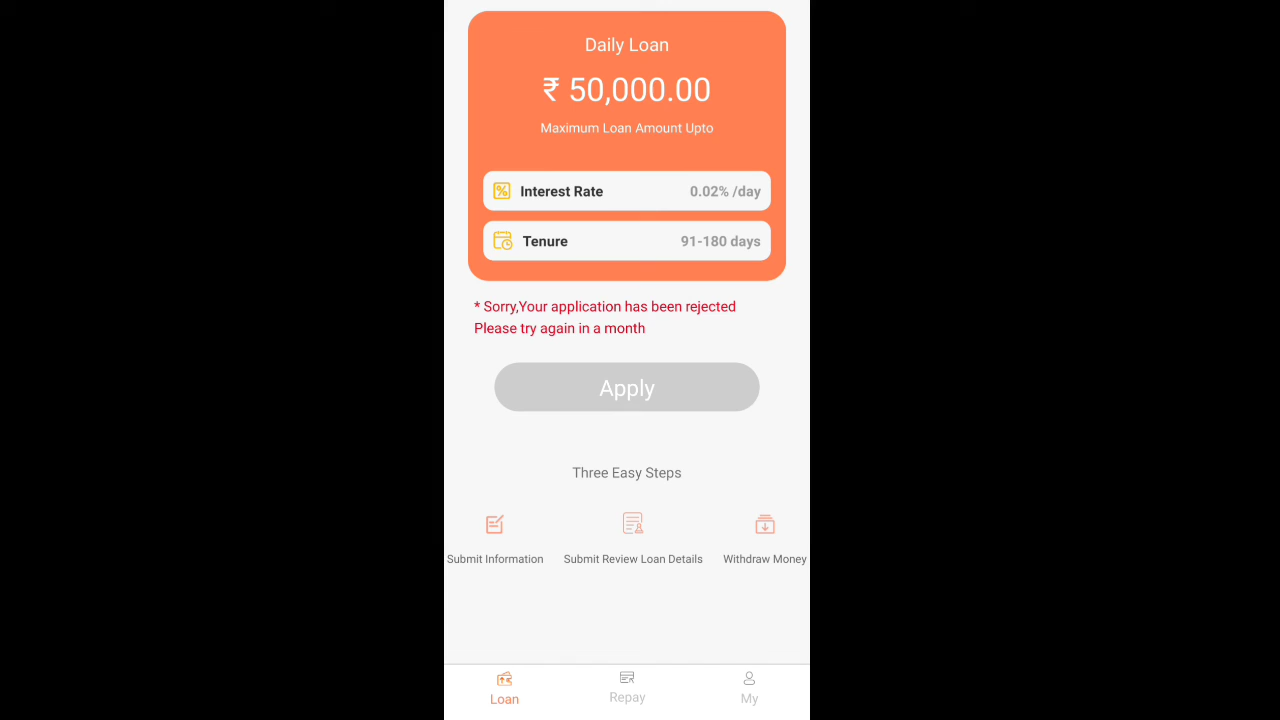 Daily Loan
₹ 50,000.00
Maximum Loan Amount Upto
Interest Rate 0.02% /day
Tenure 91-180 days
* Sorry,Your application has been rejected
Please try again in a month
Apply
Three Easy Steps
Submit Information Submit Review Loan Details Withdraw Money
Loan Repay My